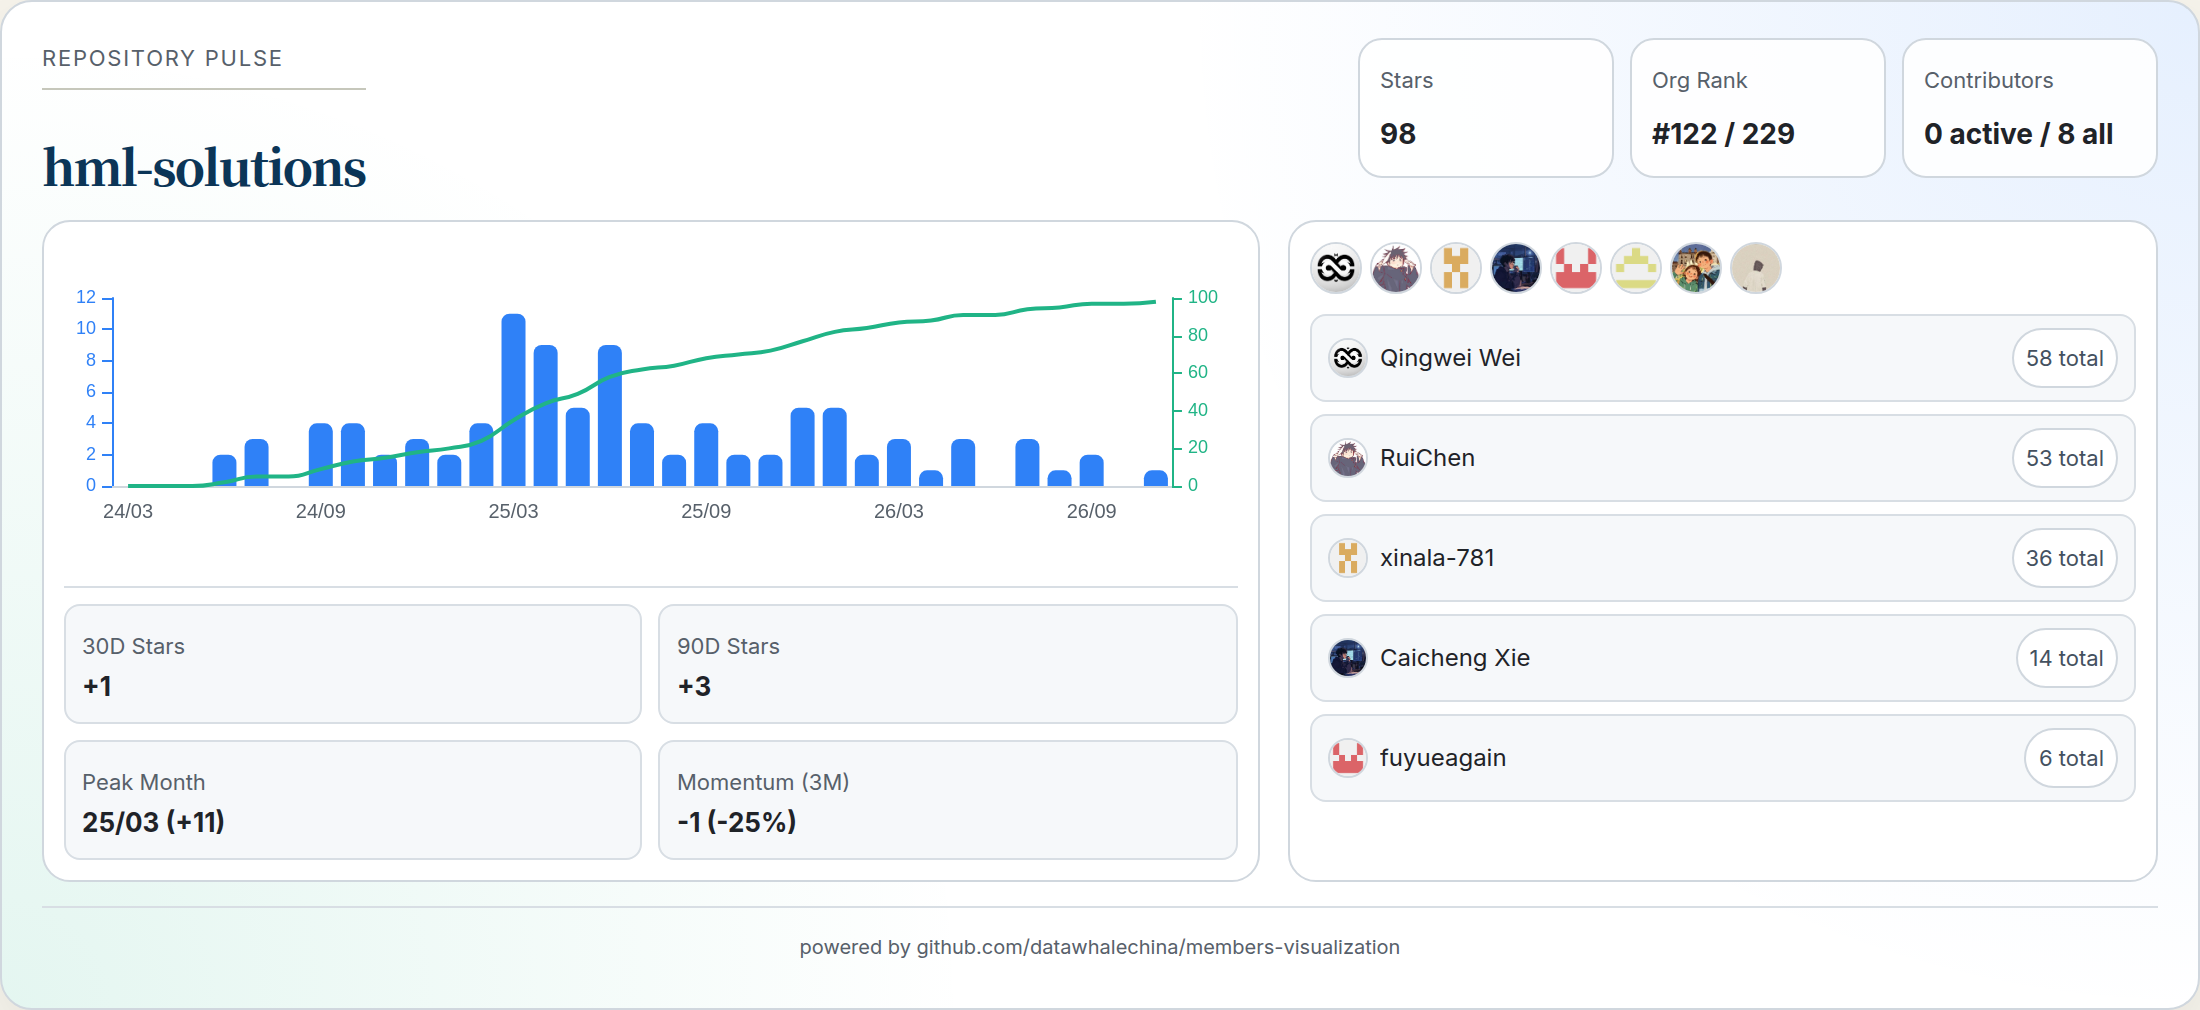 REPOSITORY PULSE
hml-solutions
Stars
98
Org Rank
#122 / 229
Contributors
0 active / 8 all
12
10
8
6
4
2
0
100
80
60
40
20
0
24/03
24/09
25/03
25/09
26/03
26/09
30D Stars
+1
90D Stars
+3
Peak Month
25/03 (+11)
Momentum (3M)
-1 (-25%)
Qingwei Wei
58 total
RuiChen
53 total
xinala-781
36 total
Caicheng Xie
14 total
fuyueagain
6 total
powered by github.com/datawhalechina/members-visualization